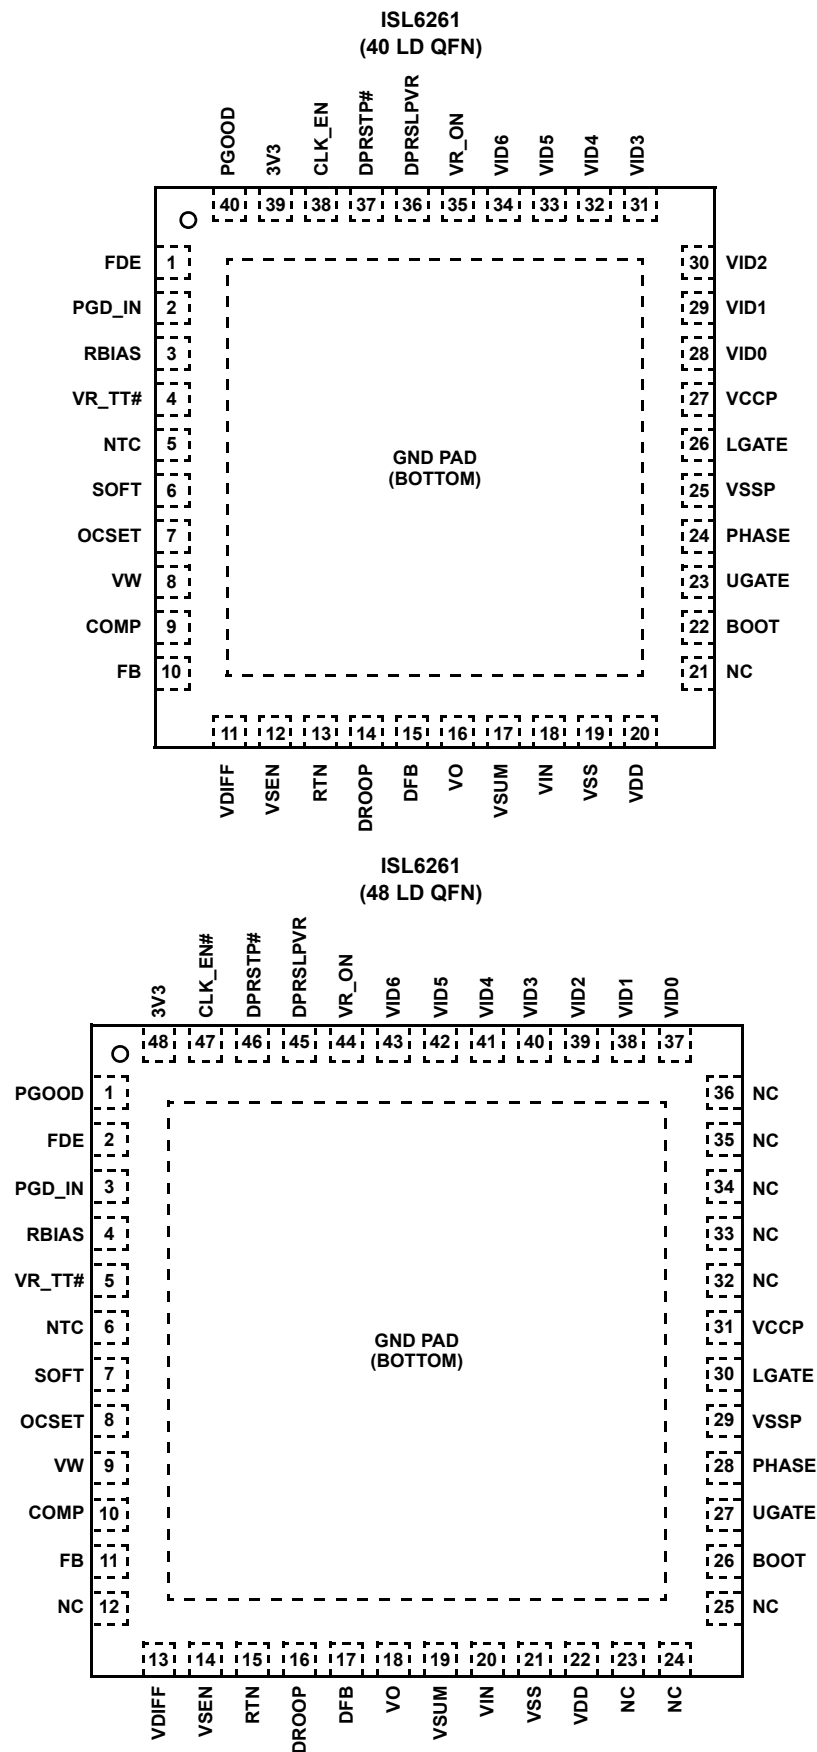 ISL6261
(40 LD QFN)
PGOOD
3V3
CLK_EN
DPRSTP#
DPRSLPVR
VR_ON
VID6
VID5
VID4
VID3
40 39 38 37 36 35 34 33 32 31
FDE 1 30 VID2
PGD_IN 2 29 VID1
RBIAS 3 28 VID0
VR_TT# 4 27 VCCP
NTC 5 26 LGATE
SOFT 6 25 VSSP
OCSET 7 24 PHASE
VW 8 23 UGATE
COMP 9 22 BOOT
FB 10 21 NC
GND PAD
(BOTTOM)
11 12 13 14 15 16 17 18 19 20
VDIFF
VSEN
RTN
DROOP
DFB
VO
VSUM
VIN
VSS
VDD
ISL6261
(48 LD QFN)
3V3
CLK_EN#
DPRSTP#
DPRSLPVR
VR_ON
VID6
VID5
VID4
VID3
VID2
VID1
VID0
48 47 46 45 44 43 42 41 40 39 38 37
PGOOD 1 36 NC
FDE 2 35 NC
PGD_IN 3 34 NC
RBIAS 4 33 NC
VR_TT# 5 32 NC
NTC 6 31 VCCP
SOFT 7 30 LGATE
OCSET 8 29 VSSP
VW 9 28 PHASE
COMP 10 27 UGATE
FB 11 26 BOOT
NC 12 25 NC
GND PAD
(BOTTOM)
13 14 15 16 17 18 19 20 21 22 23 24
VDIFF
VSEN
RTN
DROOP
DFB
VO
VSUM
VIN
VSS
VDD
NC
NC